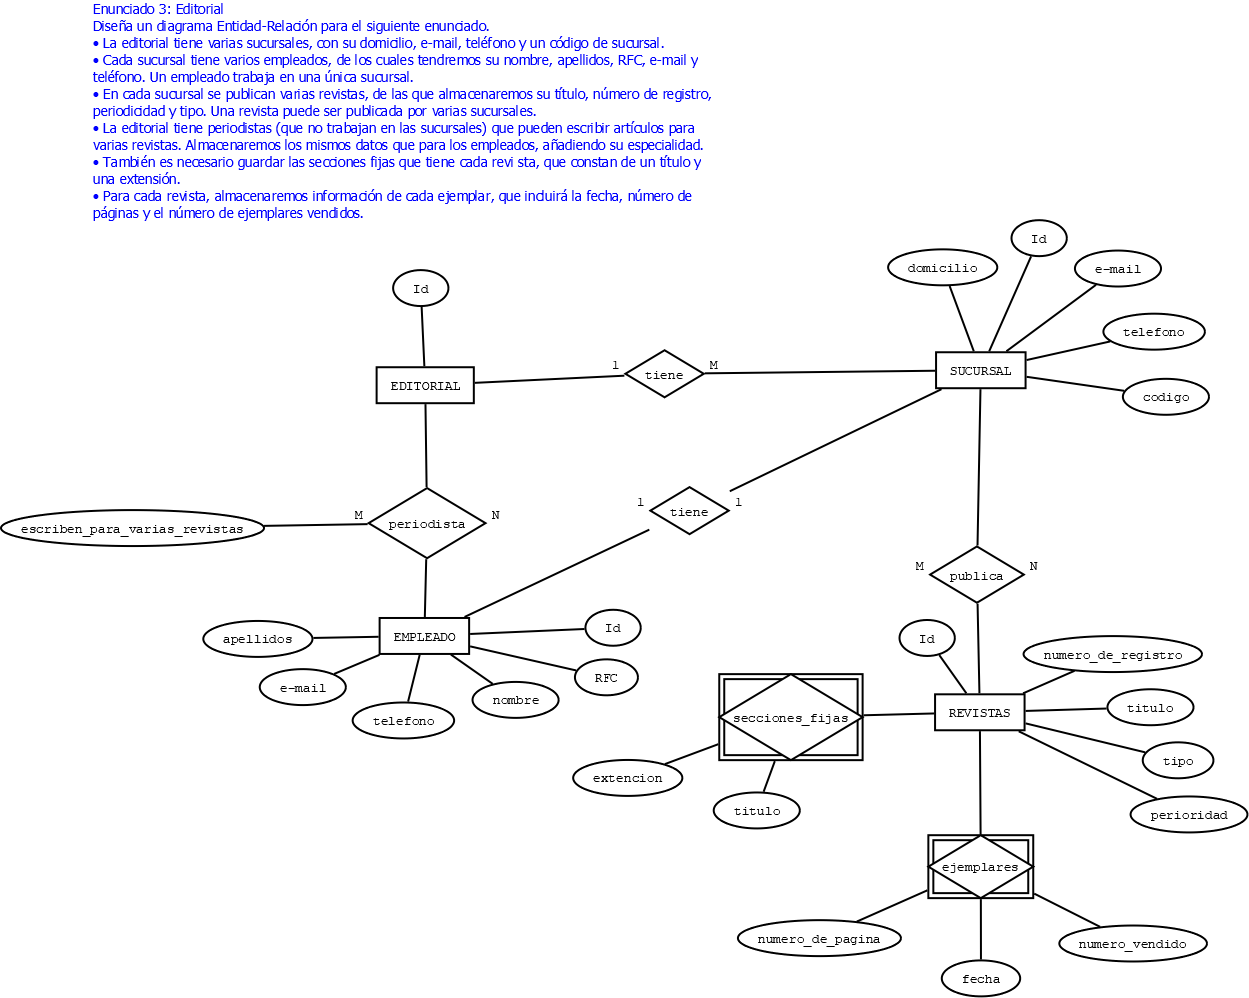 Enunciado 3: Editorial
Diseña un diagrama Entidad-Relación para el siguiente enunciado.
• La editorial tiene varias sucursales, con su domicilio, e-mail, teléfono y un código de sucursal.
• Cada sucursal tiene varios empleados, de los cuales tendremos su nombre, apellidos, RFC, e-mail y
teléfono. Un empleado trabaja en una única sucursal.
• En cada sucursal se publican varias revistas, de las que almacenaremos su título, número de registro,
periodicidad y tipo. Una revista puede ser publicada por varias sucursales.
• La editorial tiene periodistas (que no trabajan en las sucursales) que pueden escribir artículos para
varias revistas. Almacenaremos los mismos datos que para los empleados, añadiendo su especialidad.
• También es necesario guardar las secciones fijas que tiene cada revi sta, que constan de un título y
una extensión.
• Para cada revista, almacenaremos información de cada ejemplar, que incluirá la fecha, número de
páginas y el número de ejemplares vendidos.
Id
domicilio
e-mail
Id
telefono
1
tiene
M
SUCURSAL
EDITORIAL
codigo
1
tiene
1
M
periodista
N
escriben_para_varias_revistas
M
publica
N
apellidos
EMPLEADO
Id
Id
numero_de_registro
e-mail
RFC
nombre
telefono
secciones_fijas
REVISTAS
titulo
tipo
extencion
titulo
perioridad
ejemplares
numero_de_pagina
numero_vendido
fecha